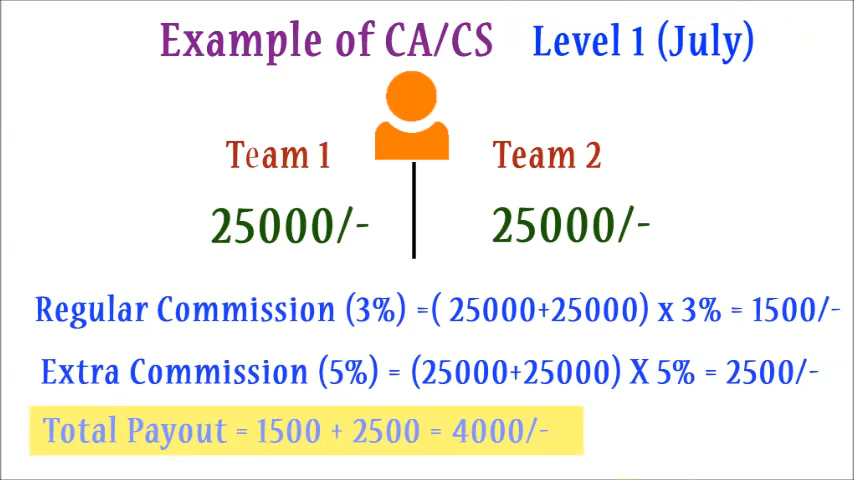 Example of CA/CS Level 1 (July)
Team 1 Team 2
25000/- 25000/-
Regular Commission (3%) =( 25000+25000) x 3% = 1500/-
Extra Commission (5%) = (25000+25000) X 5% = 2500/-
Total Payout = 1500 + 2500 = 4000/-